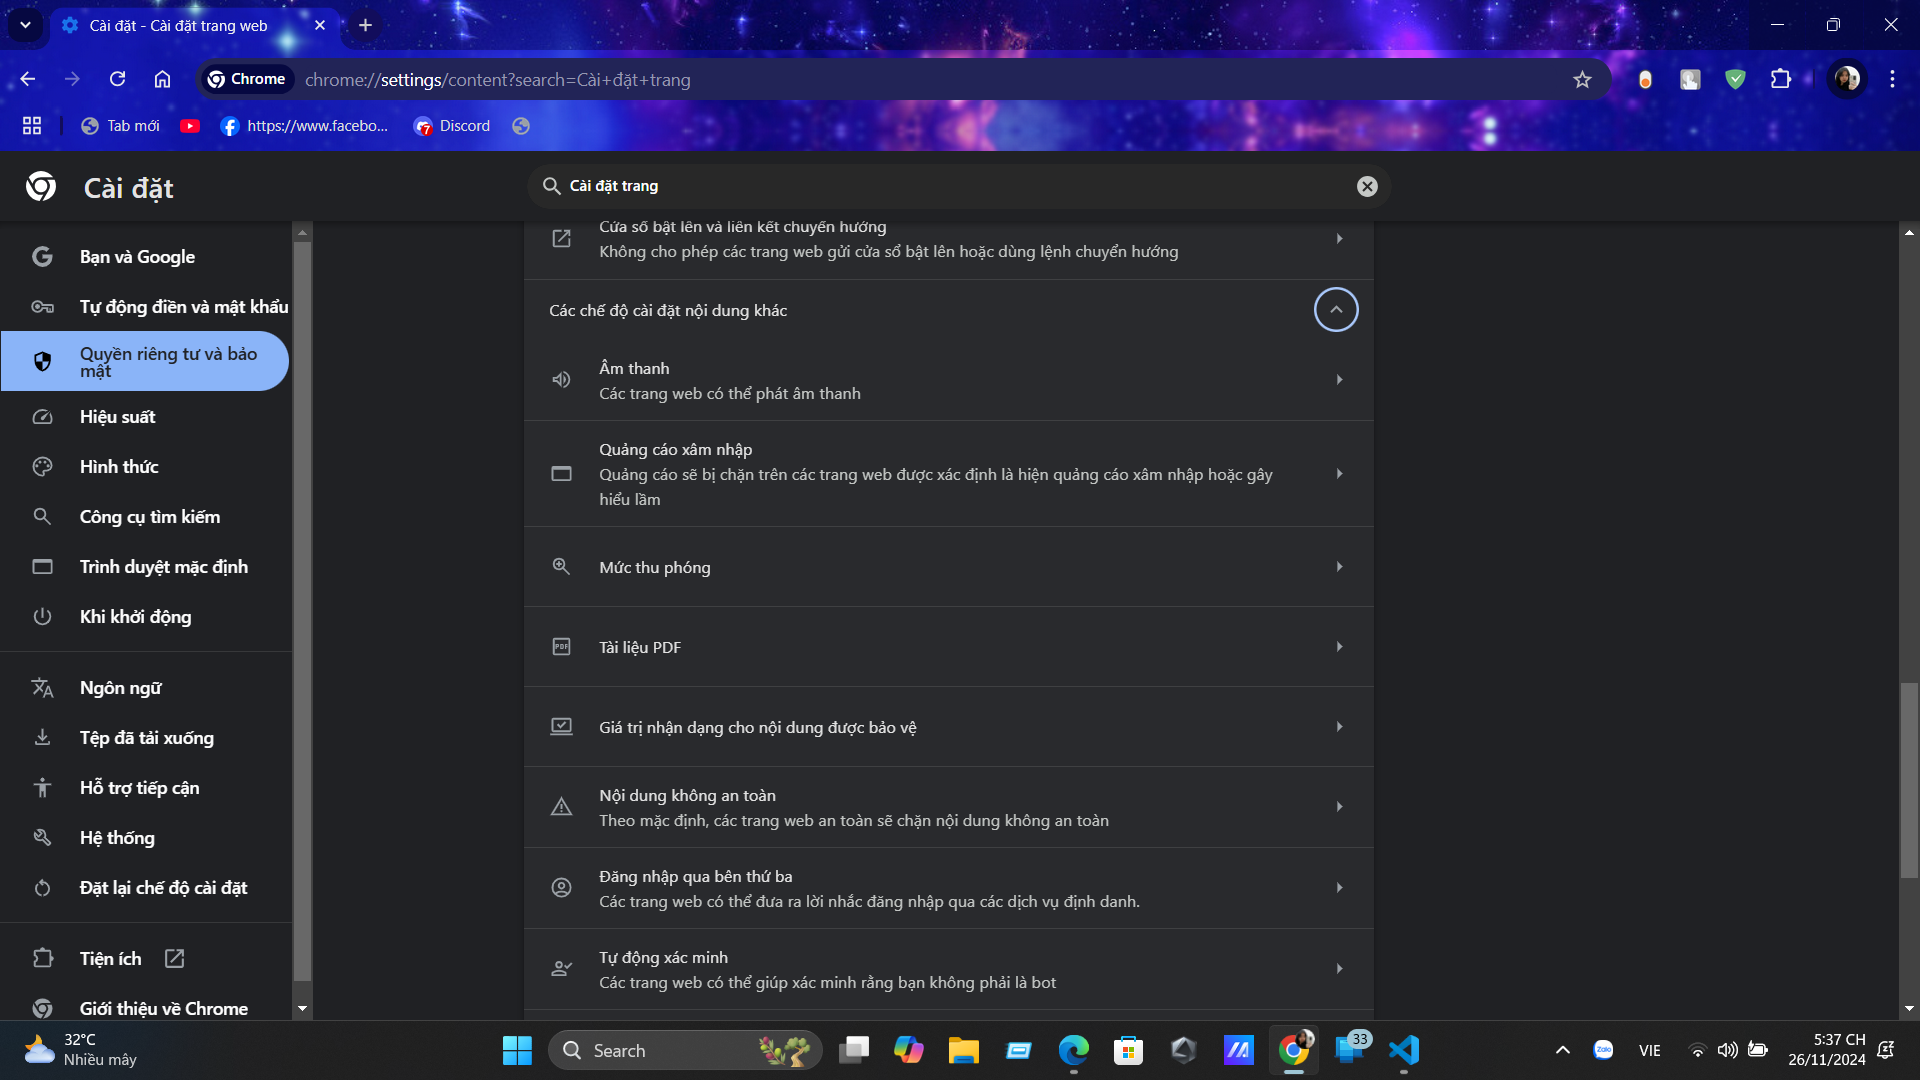 Cài đặt - Cài đặt trang web
Chrome
chrome://settings/content?search=Cài+đặt+trang
Tab mới
https://www.facebo...
7
Discord
Cài đặt
Cài đặt trang
Bạn và Google
Tự động điền và mật khẩu
Quyền riêng tư và bảo
mật
Hiệu suất
Hình thức
Công cụ tìm kiếm
Trình duyệt mặc định
Khi khởi động
Ngôn ngữ
Tệp đã tải xuống
Hỗ trợ tiếp cận
Hệ thống
Đặt lại chế độ cài đặt
Tiện ích
Giới thiệu về Chrome
Cửa sổ bật lên và liên kết chuyển hướng
Không cho phép các trang web gửi cửa sổ bật lên hoặc dùng lệnh chuyển hướng
Các chế độ cài đặt nội dung khác
Âm thanh
Các trang web có thể phát âm thanh
Quảng cáo xâm nhập
Quảng cáo sẽ bị chặn trên các trang web được xác định là hiện quảng cáo xâm nhập hoặc gây
hiểu lầm
Mức thu phóng
PDF
Tài liệu PDF
Giá trị nhận dạng cho nội dung được bảo vệ
Nội dung không an toàn
Theo mặc định, các trang web an toàn sẽ chặn nội dung không an toàn
Đăng nhập qua bên thứ ba
Các trang web có thể đưa ra lời nhắc đăng nhập qua các dịch vụ định danh.
Tự động xác minh
Các trang web có thể giúp xác minh rằng bạn không phải là bot
32°C
Nhiều mây
Search
33
Zalo
VIE
5:37 CH
26/11/2024